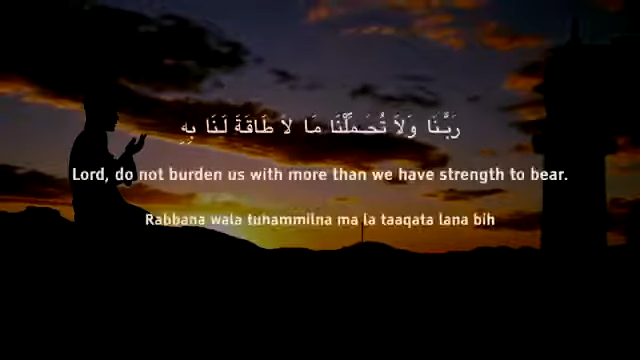 رَبَّنَا وَلاَ تُحَمِّلْنَا مَا لاَ طَاقَةَ لَنَا بِهِ
Lord, do not burden us with more than we have strength to bear.
Rabbana wala tuhammilna ma la taaqata lana bih